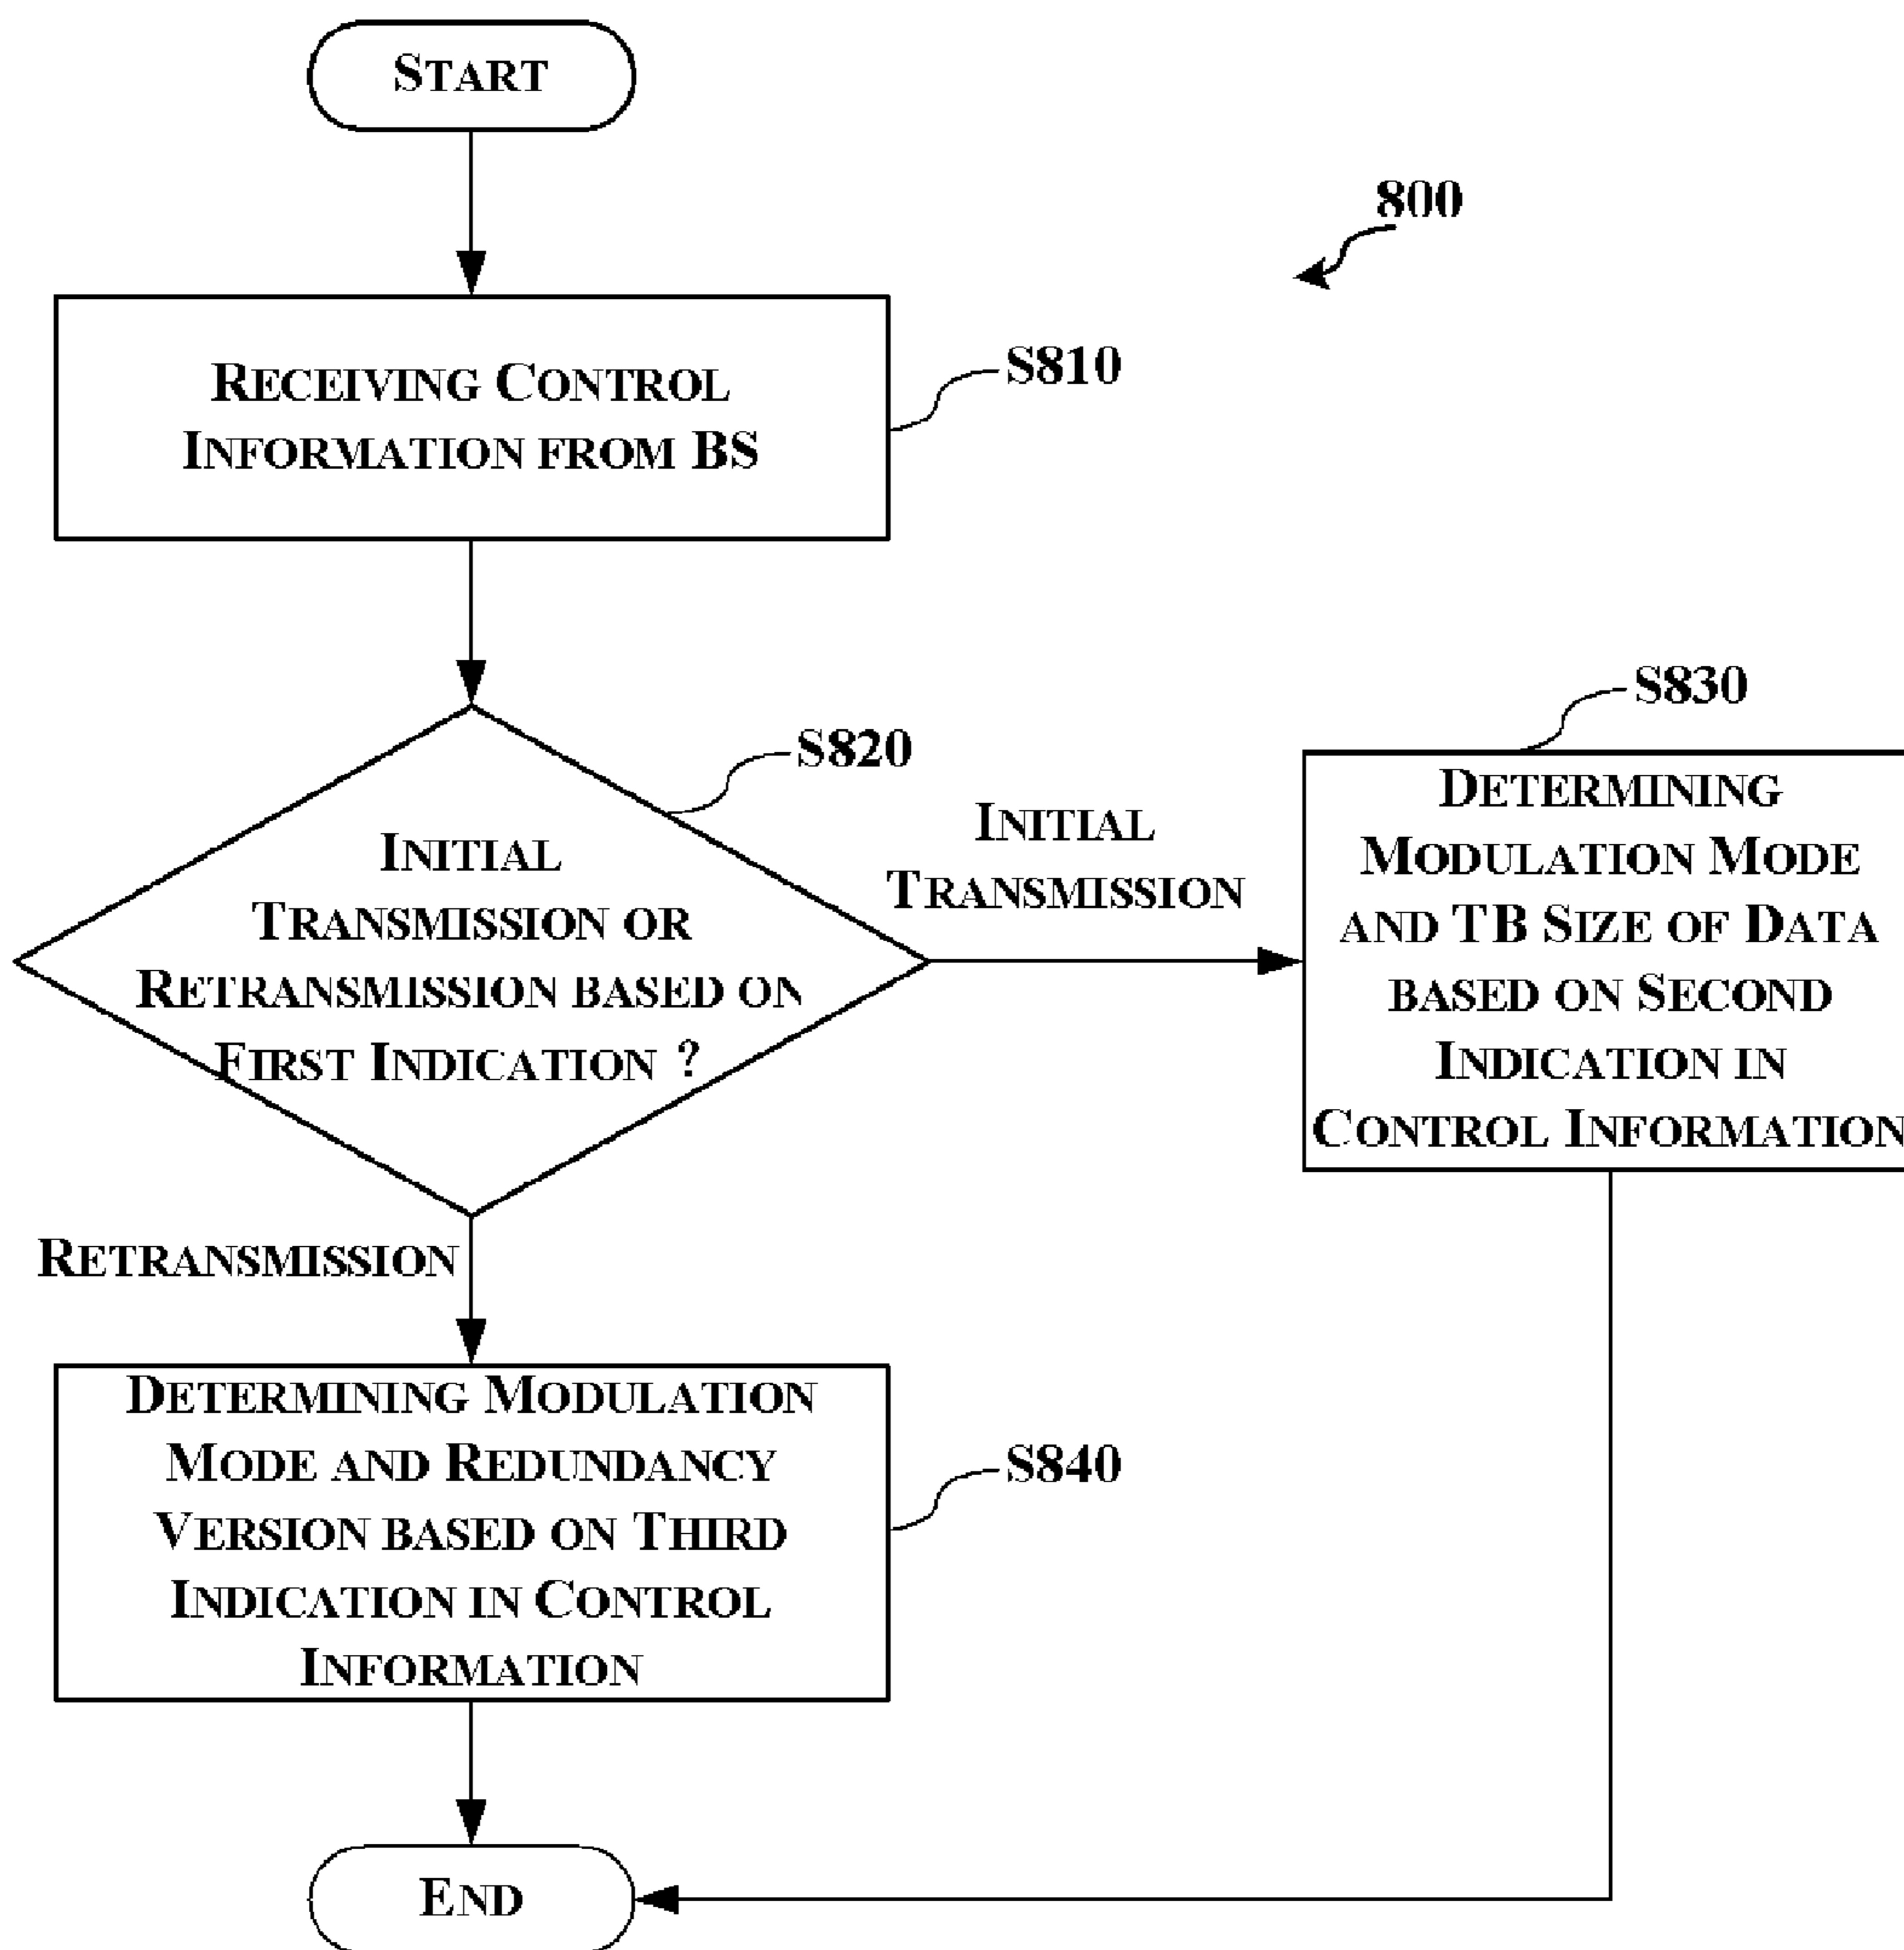 START
800
RECEIVING CONTROL
INFORMATION FROM BS
S810
S820
INITIAL
TRANSMISSION OR
RETRANSMISSION BASED ON
FIRST INDICATION ?
INITIAL
TRANSMISSION
S830
DETERMINING
MODULATION MODE
AND TB SIZE OF DATA
BASED ON SECOND
INDICATION IN
CONTROL INFORMATION
RETRANSMISSION
DETERMINING MODULATION
MODE AND REDUNDANCY
VERSION BASED ON THIRD
INDICATION IN CONTROL
INFORMATION
S840
END